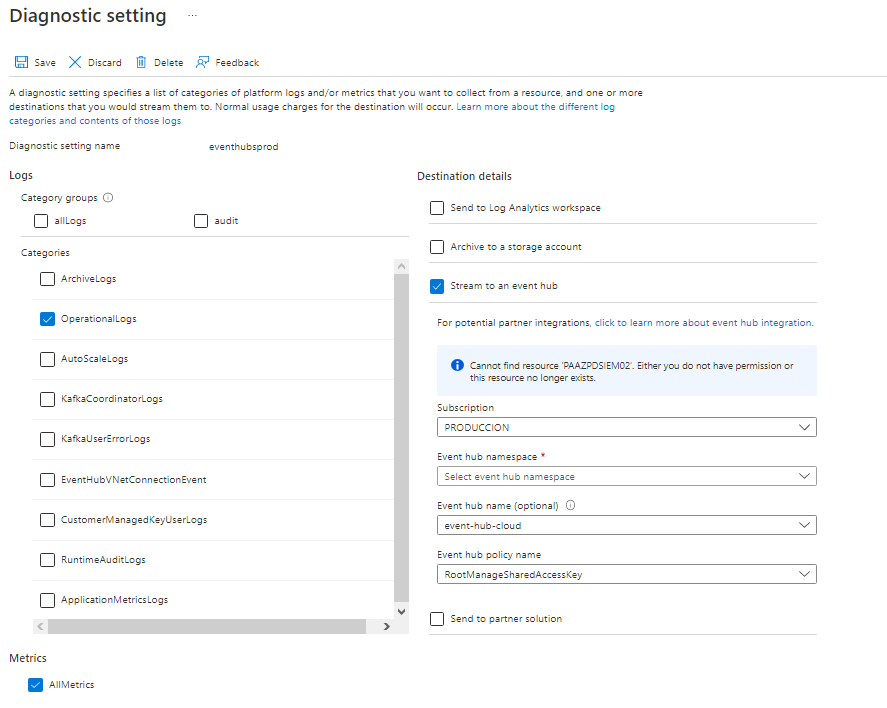 Diagnostic setting ...
Save Discard Delete Feedback
A diagnostic setting specifies a list of categories of platform logs and/or metrics that you want to collect from a resource, and one or more
destinations that you would stream them to. Normal usage charges for the destination will occur. Learn more about the different log
categories and contents of those logs
Diagnostic setting name eventhubsprod
Logs
Category groups
allLogs audit
Categories
ArchiveLogs
OperationalLogs
AutoScaleLogs
KafkaCoordinatorLogs
KafkaUserErrorLogs
EventHubVNetConnectionEvent
CustomerManagedKeyUserLogs
RuntimeAuditLogs
ApplicationMetricsLogs
Metrics
AllMetrics
Destination details
Send to Log Analytics workspace
Archive to a storage account
Stream to an event hub
For potential partner integrations, click to learn more about event hub integration.
Cannot find resource 'PAAZPDSIEM02'. Either you do not have permission or
this resource no longer exists.
Subscription
PRODUCCION
Event hub namespace *
Select event hub namespace
Event hub name (optional)
event-hub-cloud
Event hub policy name
RootManageSharedAccessKey
Send to partner solution